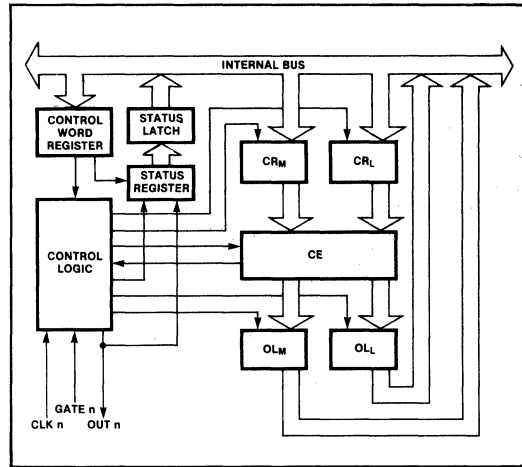 INTERNAL BUS
CONTROL
WORD
REGISTER
STATUS
LATCH
STATUS
REGISTER
CRM
CRL
CONTROL
LOGIC
CE
OLM
OLL
GATE n
CLK n
OUT n